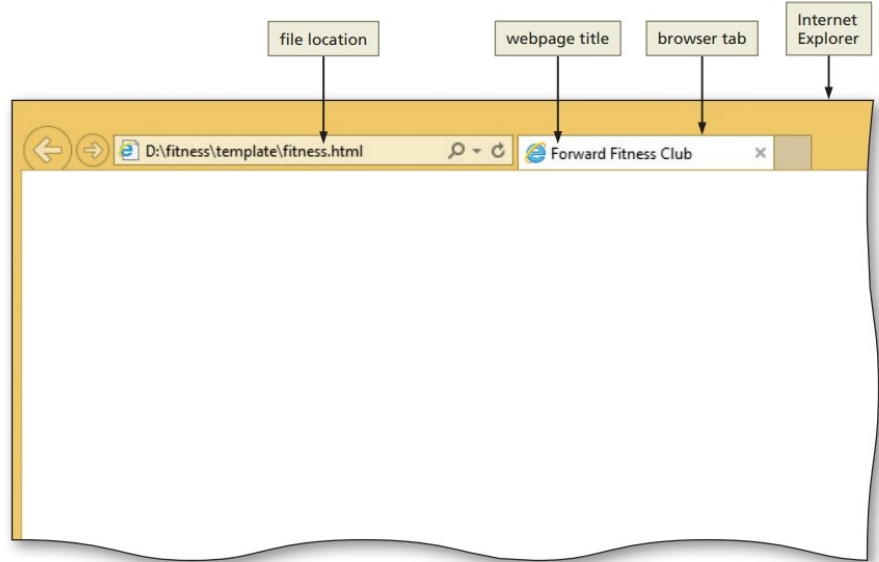 file location
webpage title
browser tab
Internet
Explorer
D:\fitness\template\fitness.html
Forward Fitness Club